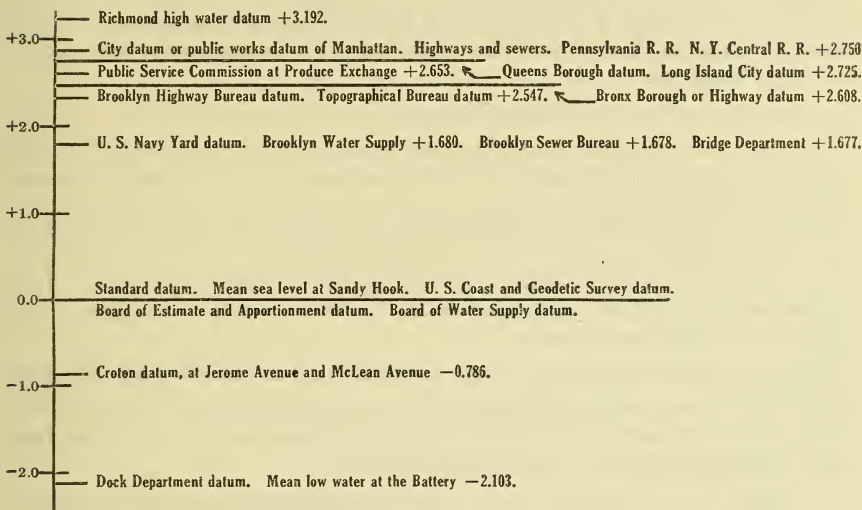 Richmond high water datum +3.192.
+3.0
City datum or public works datum of Manhattan. Highways and sewers. Pennsylvania R. R. N. Y. Central R. R. +2.750
Public Service Commission at Produce Exchange +2.653. Queens Borough datum. Long Island City datum +2.725.
Brooklyn Highway Bureau datum. Topographical Bureau datum +2.547. Bronx Borough or Highway datum +2.608.
+2.0
U. S. Navy Yard datum. Brooklyn Water Supply +1.680. Brooklyn Sewer Bureau +1.678. Bridge Department +1.677.
+1.0
Standard datum. Mean sea level at Sandy Hook. U. S. Coast and Geodetic Survey datum.
0.0
Board of Estimate and Apportionment datum. Board of Water Supply datum.
Croton datum, at Jerome Avenue and McLean Avenue —0.786.
—1.0
—2.0
Dock Department datum. Mean low water at the Battery —2.103.